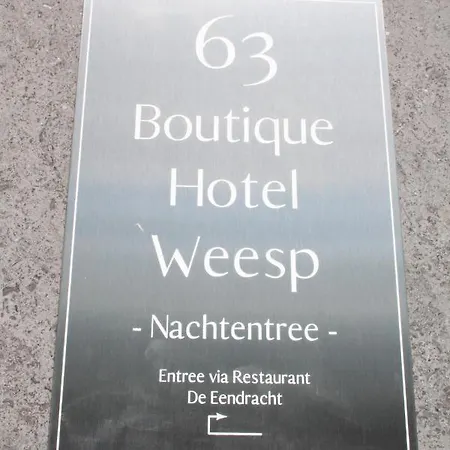 63
Boutique
Hotel
`Weesp
- Nachtentree -
Entree via Restaurant
De Eendracht